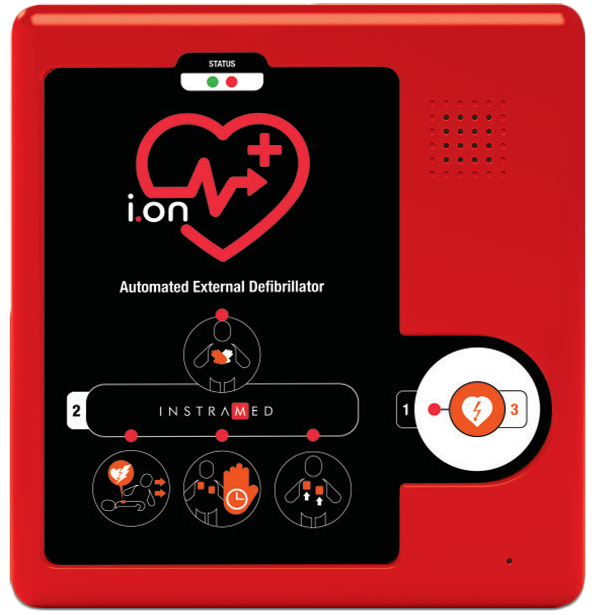 STATUS
i.on
Automated External Defibrillator
2
INSTRAMED
1
3